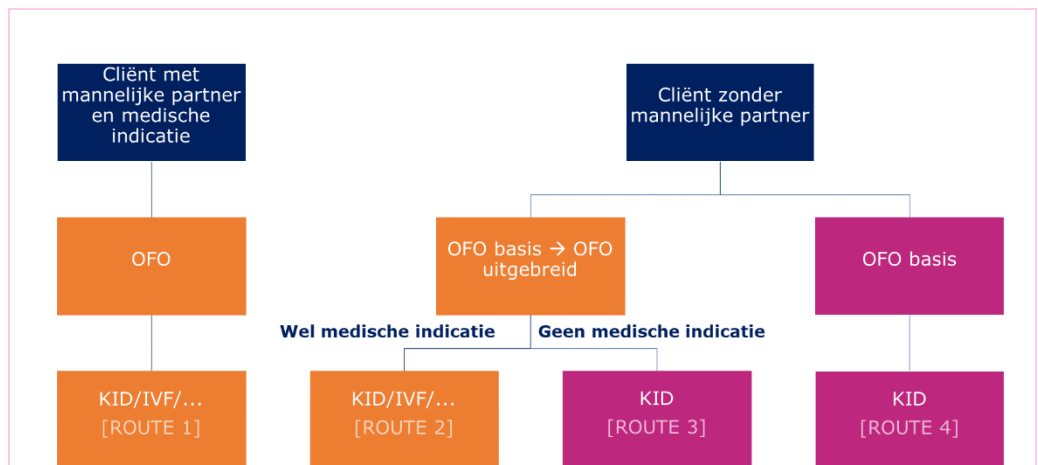 Cliënt met
mannelijke partner
en medische
indicatie
Cliënt zonder
mannelijke partner
OFO
OFO basis → OFO
uitgebreid
OFO basis
Wel medische indicatie
Geen medische indicatie
KID/IVF/...
[ROUTE 1]
KID/IVF/...
[ROUTE 2]
KID
[ROUTE 3]
KID
[ROUTE 4]